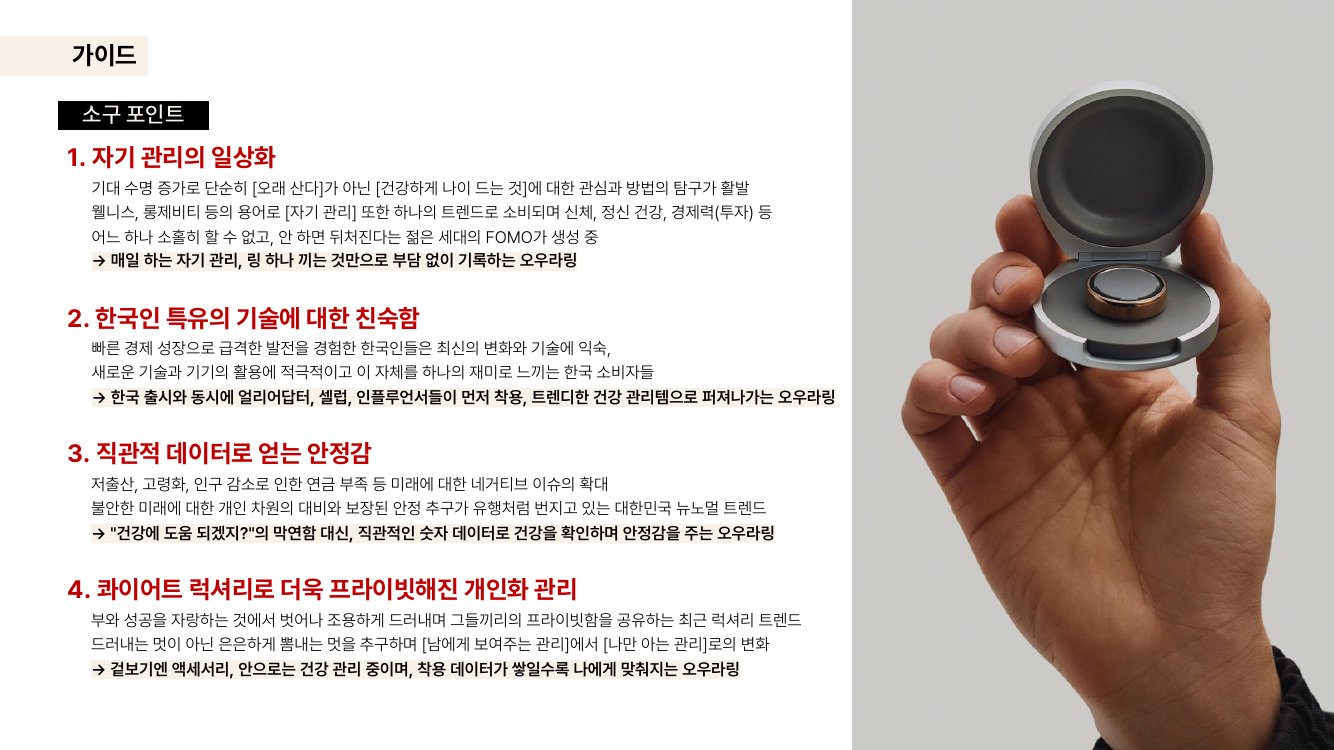 가이드
소구 포인트
1. 자기 관리의 일상화
기대 수명 증가로 단순히 [오래 산다]가 아닌 [건강하게 나이 드는 것]에 대한 관심과 방법의 탐구가 활발
웰니스, 롱제비티 등의 용어로 [자기 관리] 또한 하나의 트렌드로 소비되며 신체, 정신 건강, 경제력(투자) 등
어느 하나 소홀히 할 수 없고, 안 하면 뒤처진다는 젊은 세대의 FOMO가 생성 중
→ 매일 하는 자기 관리, 링 하나 끼는 것만으로 부담 없이 기록하는 오우라링
2. 한국인 특유의 기술에 대한 친숙함
빠른 경제 성장으로 급격한 발전을 경험한 한국인들은 최신의 변화와 기술에 익숙,
새로운 기술과 기기의 활용에 적극적이고 이 자체를 하나의 재미로 느끼는 한국 소비자들
→ 한국 출시와 동시에 얼리어답터, 셀럽, 인플루언서들이 먼저 착용, 트렌디한 건강 관리템으로 퍼져나가는 오우라링
3. 직관적 데이터로 얻는 안정감
저출산, 고령화, 인구 감소로 인한 연금 부족 등 미래에 대한 네거티브 이슈의 확대
불안한 미래에 대한 개인 차원의 대비와 보장된 안정 추구가 유행처럼 번지고 있는 대한민국 뉴노멀 트렌드
→ "건강에 도움 되겠지?"의 막연함 대신, 직관적인 숫자 데이터로 건강을 확인하며 안정감을 주는 오우라링
4. 콰이어트 럭셔리로 더욱 프라이빗해진 개인화 관리
부와 성공을 자랑하는 것에서 벗어나 조용하게 드러내며 그들끼리의 프라이빗함을 공유하는 최근 럭셔리 트렌드
드러내는 멋이 아닌 은은하게 뽐내는 멋을 추구하며 [남에게 보여주는 관리]에서 [나만 아는 관리]로의 변화
→ 겉보기엔 액세서리, 안으로는 건강 관리 중이며, 착용 데이터가 쌓일수록 나에게 맞춰지는 오우라링